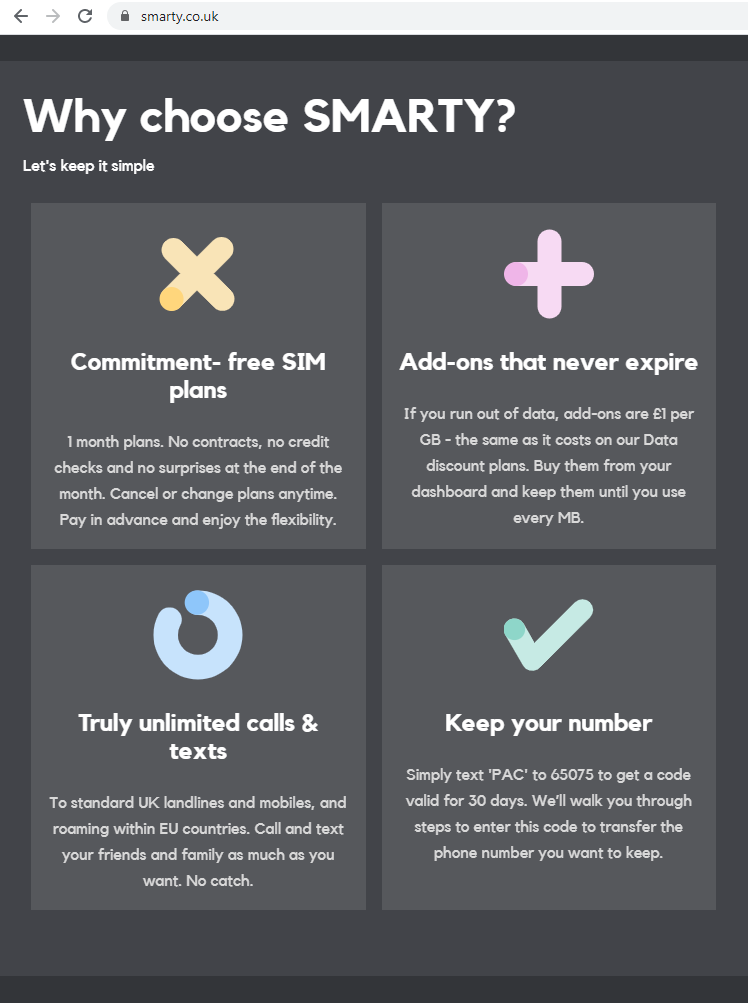 smarty.co.uk
Why choose SMARTY?
Let's keep it simple
Commitment- free SIM
plans
1 month plans. No contracts, no credit
checks and no surprises at the end of the
month. Cancel or change plans anytime.
Pay in advance and enjoy the flexibility.
Add-ons that never expire
If you run out of data, add-ons are £1 per
GB - the same as it costs on our Data
discount plans. Buy them from your
dashboard and keep them until you use
every MB.
Truly unlimited calls &
texts
To standard UK landlines and mobiles, and
roaming within EU countries. Call and text
your friends and family as much as you
want. No catch.
Keep your number
Simply text 'PAC' to 65075 to get a code
valid for 30 days. We'll walk you through
steps to enter this code to transfer the
phone number you want to keep.